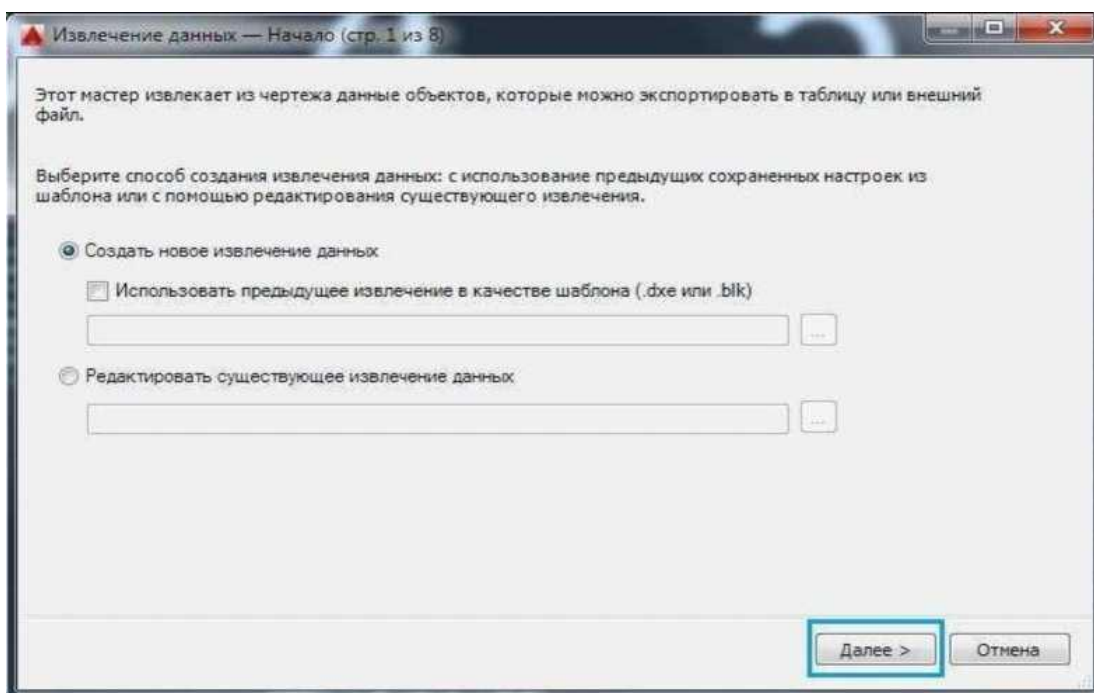 Извлечение данных — Начало (стр. 1 из 8)
Этот мастер извлекает из чертежа данные объектов, которые можно экспортировать в таблицу или внешний
файл.
Выберите способ создания извлечения данных: с использование предыдущих сохраненных настроек из
шаблона или с помощью редактирования существующего извлечения.
Создать новое извлечение данных
Использовать предыдущее извлечение в качестве шаблона (.dxe или .blk)
...
Редактировать существующее извлечение данных
...
Далее >
Отмена